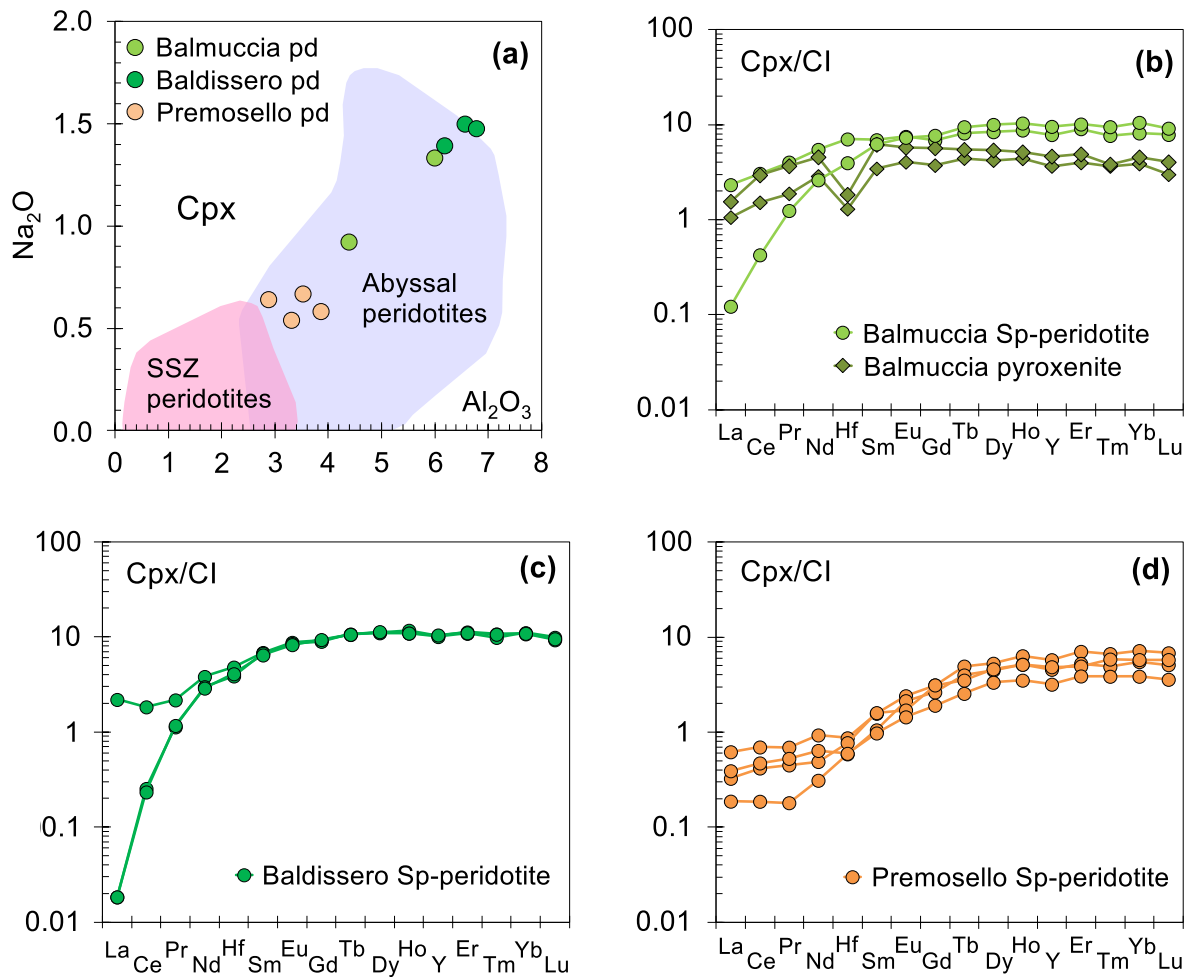 2.0
1.5
1.0
0.5
0.0
Na₂O
(a)
Balmuccia pd
Baldissero pd
Premosello pd
Cpx
Abyssal
peridotites
SSZ
peridotites
Al₂O₃
0 1 2 3 4 5 6 7 8
100
10
1
0.1
0.01
Cpx/CI
(b)
Balmuccia Sp-peridotite
Balmuccia pyroxenite
La Ce Pr Nd Hf Sm Eu Gd Tb Dy Ho Y Er Tm Yb Lu
100
10
1
0.1
0.01
Cpx/CI
(c)
Baldissero Sp-peridotite
La Ce Pr Nd Hf Sm Eu Gd Tb Dy Ho Y Er Tm Yb Lu
100
10
1
0.1
0.01
Cpx/CI
(d)
Premosello Sp-peridotite
La Ce Pr Nd Hf Sm Eu Gd Tb Dy Ho Y Er Tm Yb Lu